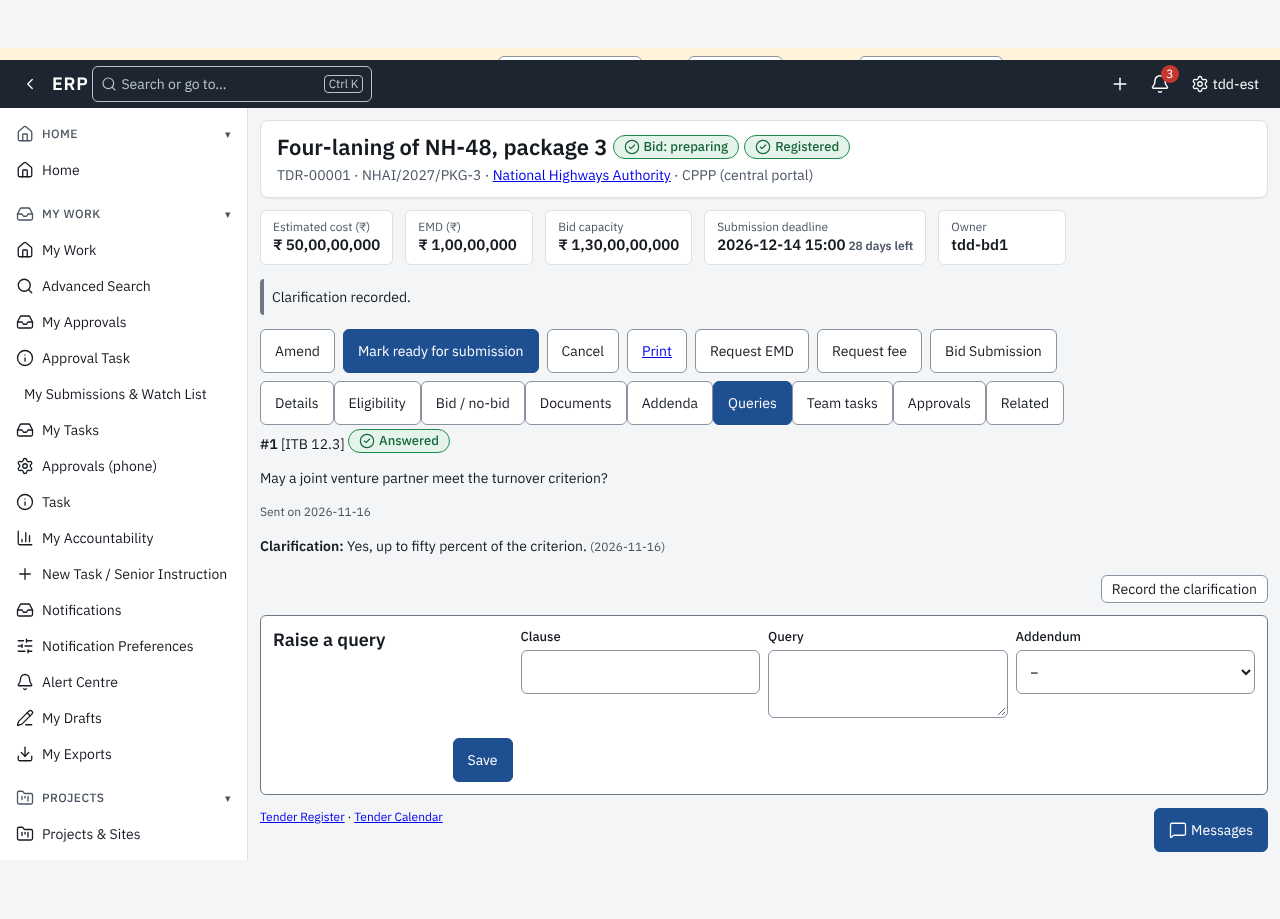 ERP
Search or go to...
Ctrl K
3
tdd-est
HOME
Home
MY WORK
My Work
Advanced Search
My Approvals
Approval Task
My Submissions & Watch List
My Tasks
Approvals (phone)
Task
My Accountability
New Task / Senior Instruction
Notifications
Notification Preferences
Alert Centre
My Drafts
My Exports
PROJECTS
Projects & Sites
Four-laning of NH-48, package 3 Bid: preparing Registered
TDR-00001 · NHAI/2027/PKG-3 · National Highways Authority · CPPP (central portal)
Estimated cost (₹)
₹ 50,00,00,000
EMD (₹)
₹ 1,00,00,000
Bid capacity
₹ 1,30,00,00,000
Submission deadline
2026-12-14 15:00 28 days left
Owner
tdd-bd1
Clarification recorded.
Amend Mark ready for submission Cancel Print Request EMD Request fee Bid Submission
Details Eligibility Bid / no-bid Documents Addenda Queries Team tasks Approvals Related
#1 [ITB 12.3] Answered
May a joint venture partner meet the turnover criterion?
Sent on 2026-11-16
Clarification: Yes, up to fifty percent of the criterion. (2026-11-16)
Record the clarification
Raise a query
Clause
Query
Addendum
–
Save
Tender Register · Tender Calendar
Messages